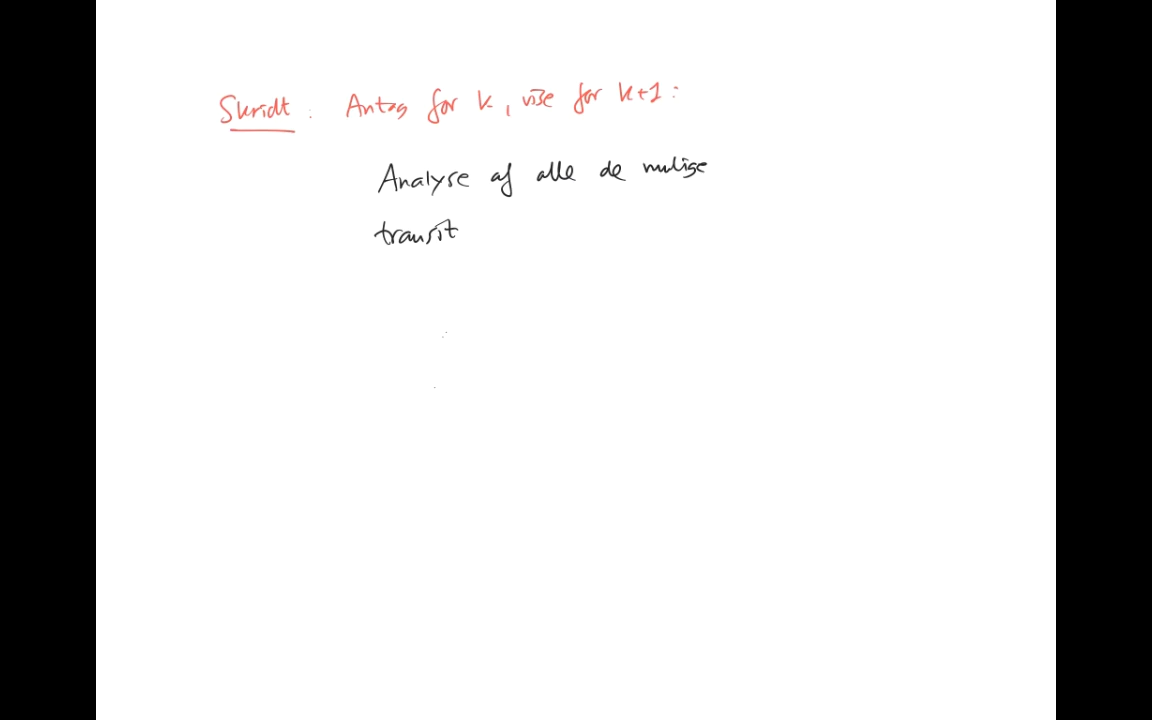 Skridt : Antag for k, vise for k+1 :
Analyse af alle de mulige
transit